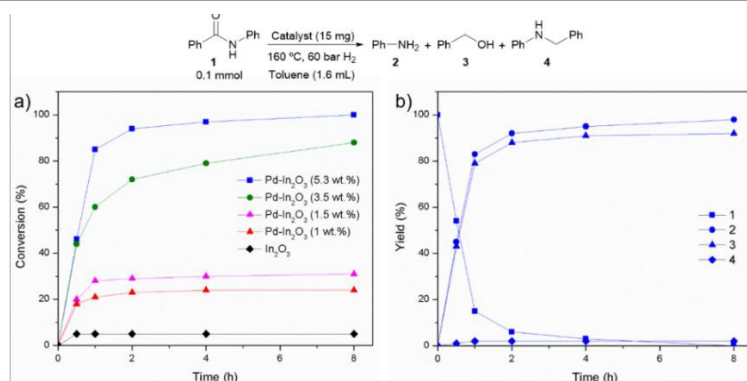 O
Ph
N
H
Ph
1
0.1 mmol
Catalyst (15 mg)
160 ºC, 60 bar H₂
Toluene (1.6 mL)
Ph-NH₂
2
+
Ph
OH
3
+
H
Ph
N
Ph
4
a)
Conversion (%)
100
80
60
40
20
0
Pd-In₂O₃ (5.3 wt.%)
Pd-In₂O₃ (3.5 wt.%)
Pd-In₂O₃ (1.5 wt.%)
Pd-In₂O₃ (1 wt.%)
In₂O₃
0 2 4 6 8
Time (h)
b)
Yield (%)
100
80
60
40
20
0
1
2
3
4
0 2 4 6 8
Time (h)